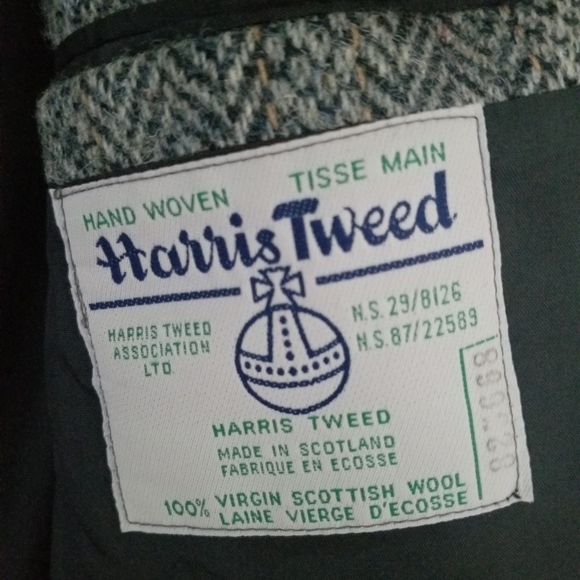 HAND WOVEN TISSE MAIN
Harris Tweed
HARRIS TWEED
ASSOCIATION
LTD.
N.S. 29/8126
N.S. 87/22589
HARRIS TWEED
MADE IN SCOTLAND
FABRIQUE EN ECOSSE
100% VIRGIN SCOTTISH WOOL
LAINE VIERGE D'ECOSSE